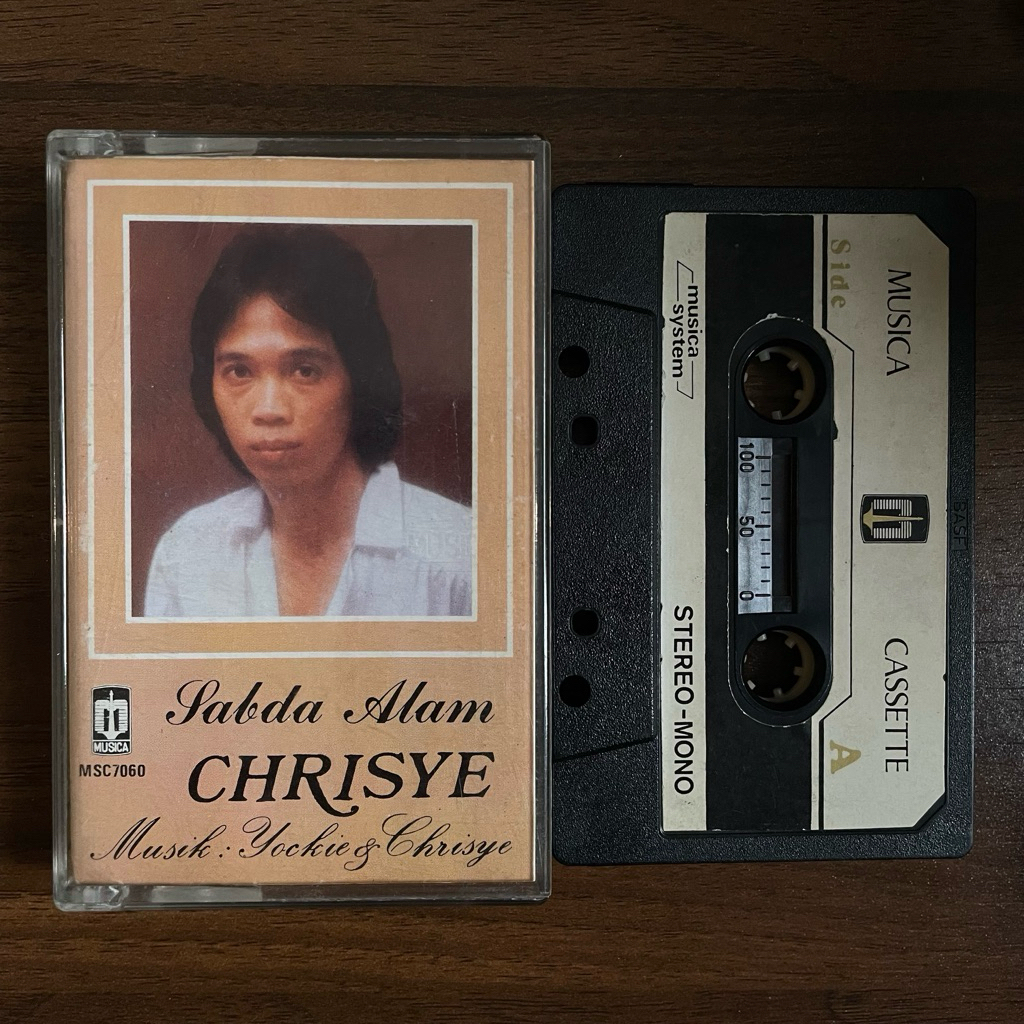 MUSICA
MSC7060
Sabda Alam
CHRISYE
Musik: Yockie & Chrisye
MUSICA CASSETTE
Side A
100 50 0
musica
system
STEREO-MONO
BASF